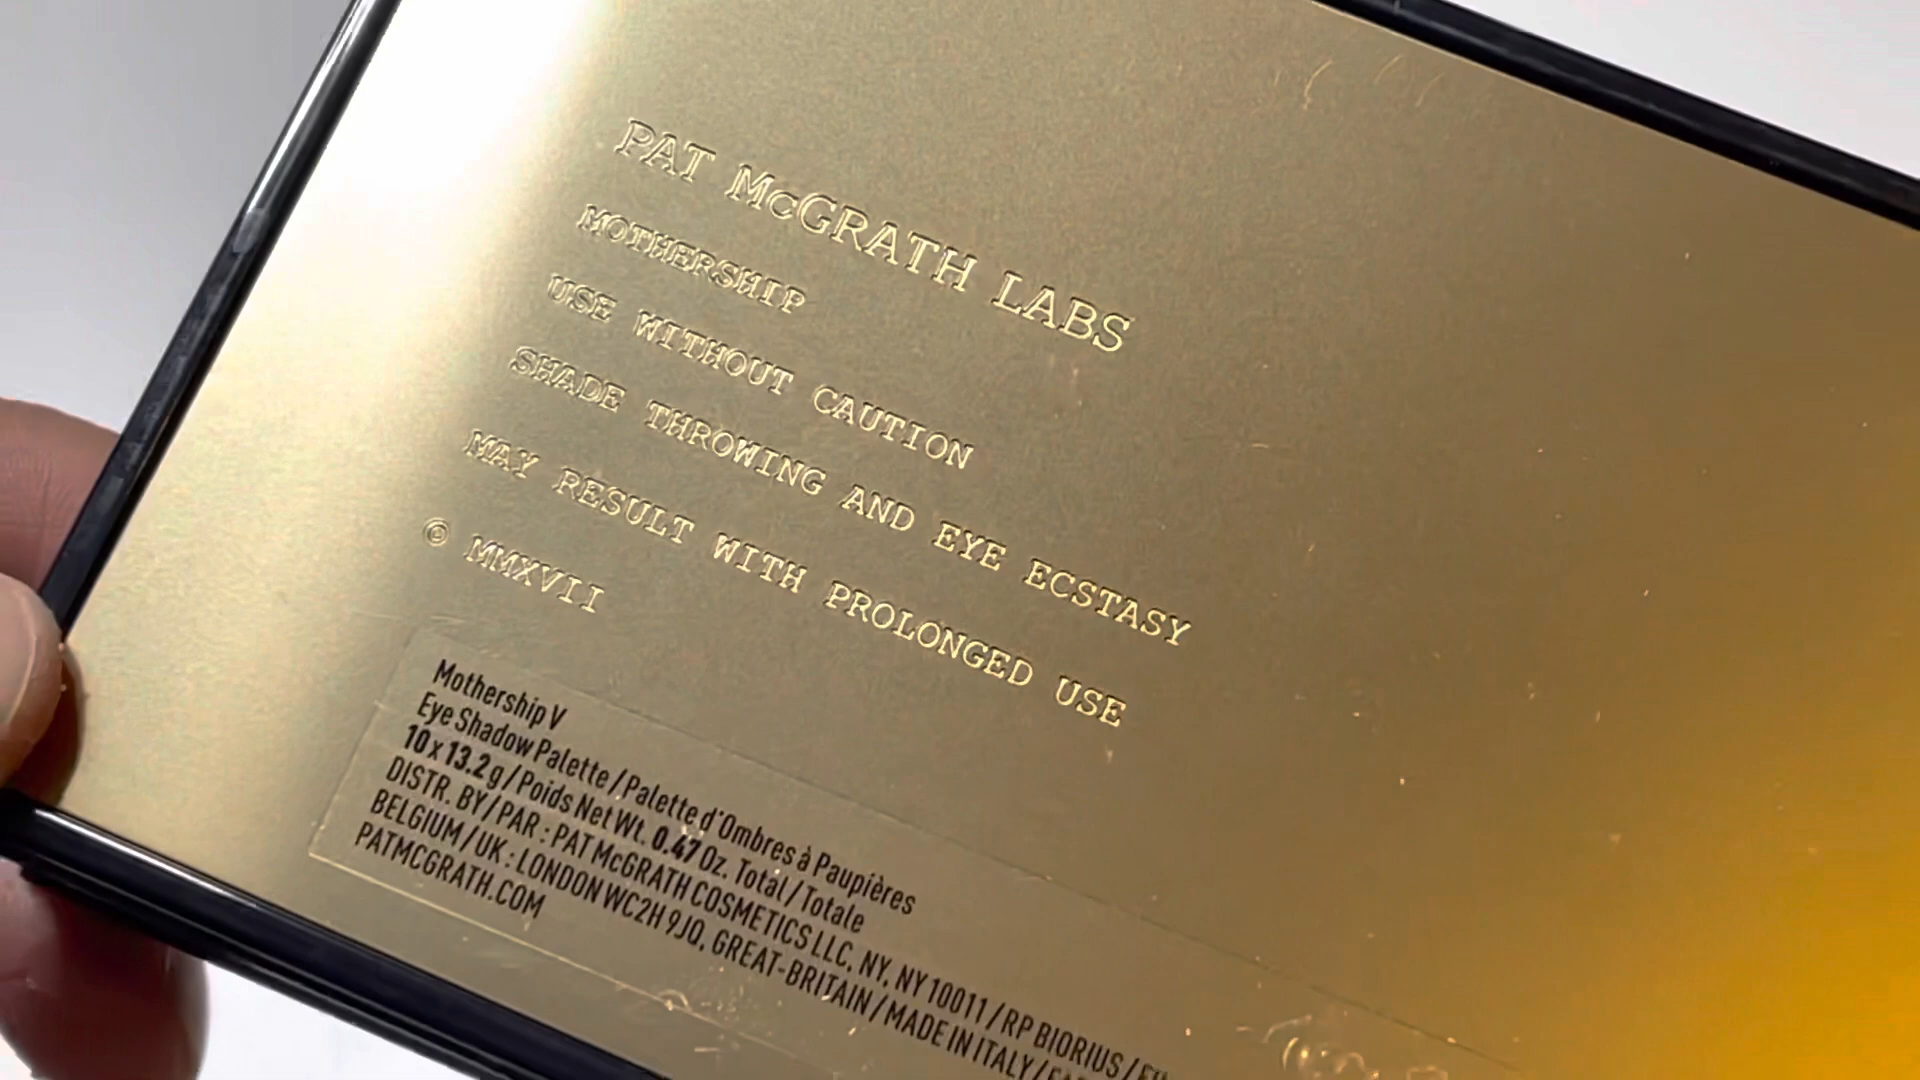 PAT McGRATH LABS
MOTHERSHIP
USE WITHOUT CAUTION
SHADE THROWING AND EYE ECSTASY
MAY RESULT WITH PROLONGED USE
© MMXVII
Mothership V
Eye Shadow Palette / Palette d'Ombres à Paupières
10 x 13.2 g / Poids Net Wt. 0.47 Oz. Total / Totale
DISTR. BY / PAR : PAT McGRATH COSMETICS LLC, NY, NY 10011 / RP BIORIUS /
BELGIUM / UK : LONDON WC2H 9JQ, GREAT-BRITAIN / MADE IN ITALY /
PATMCGRATH.COM